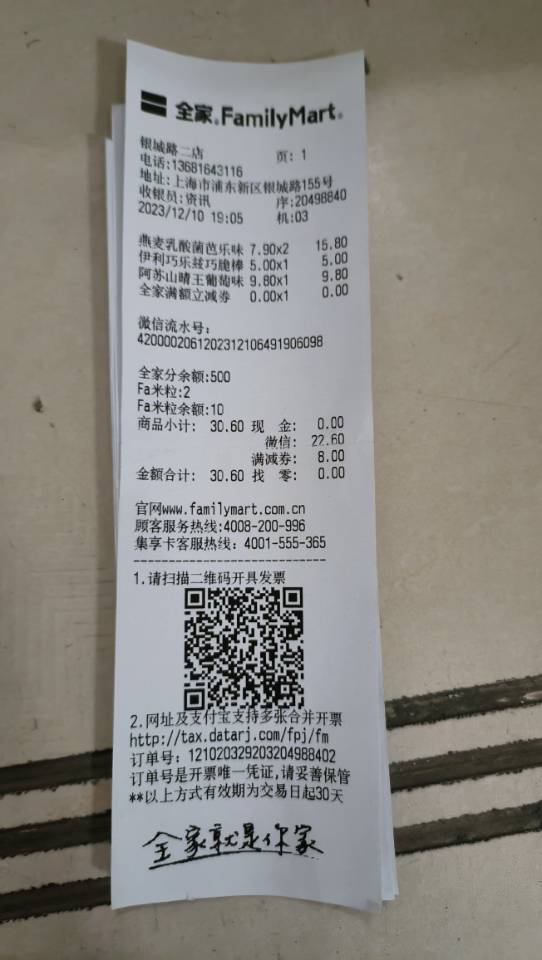 全家®FamilyMart®
银城路二店 页: 1
电话:13681643116
地址:上海市浦东新区银城路155号
收银员:资讯 序:20498840
2023/12/10 19:05 机:03
燕麦乳酸菌芭乐味 7.90x2 15.80
伊利巧乐兹巧脆棒 5.00x1 5.00
阿苏山晴王葡萄味 9.80x1 9.80
全家满额立减券 0.00x1 0.00
微信流水号:
4200002061202312106491906098
全家分余额:500
Fa米粒:2
Fa米粒余额:10
商品小计: 30.60 现 金: 0.00
微信: 22.60
满减券: 8.00
金额合计: 30.60 找 零: 0.00
官网www.familymart.com.cn
顾客服务热线:4008-200-996
集享卡客服热线: 4001-555-365
----------------------------
1.请扫描二维码开具发票
2.网址及支付宝支持多张合并开票
http://tax.datarj.com/fpj/fm
订单号: 121020329203204988402
订单号是开票唯一凭证,请妥善保管
**以上方式有效期为交易日起30天
全家就是你家